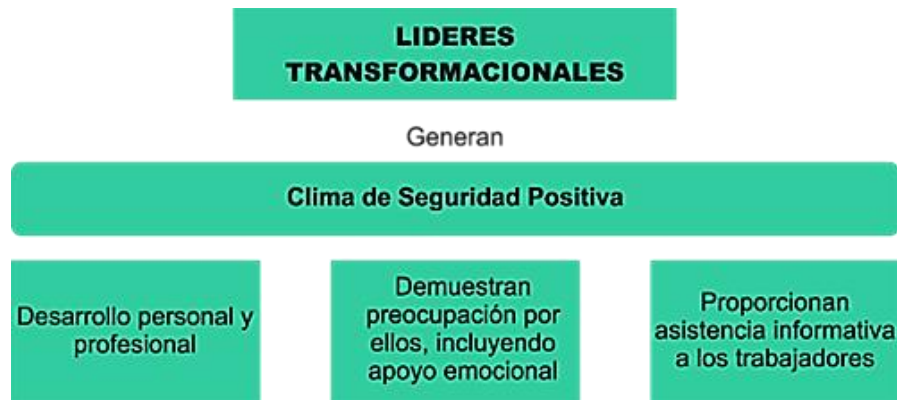 LIDERES
TRANSFORMACIONALES
Generan
Clima de Seguridad Positiva
Desarrollo personal y
profesional
Demuestran
preocupación por
ellos, incluyendo
apoyo emocional
Proporcionan
asistencia informativa
a los trabajadores